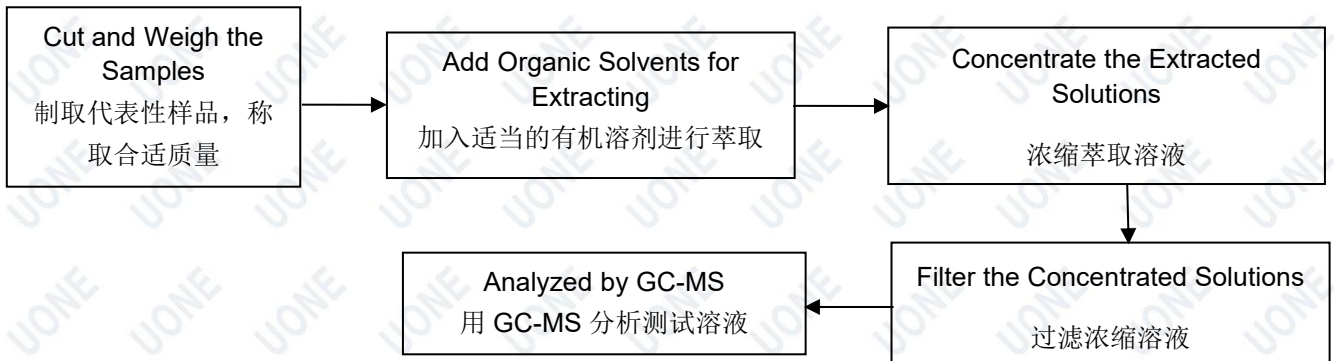 Cut and Weigh the
Samples
制取代表性样品，称
取合适质量
Add Organic Solvents for
Extracting
加入适当的有机溶剂进行萃取
Concentrate the Extracted
Solutions
浓缩萃取溶液
Filter the Concentrated Solutions
过滤浓缩溶液
Analyzed by GC-MS
用 GC-MS 分析测试溶液
UONE